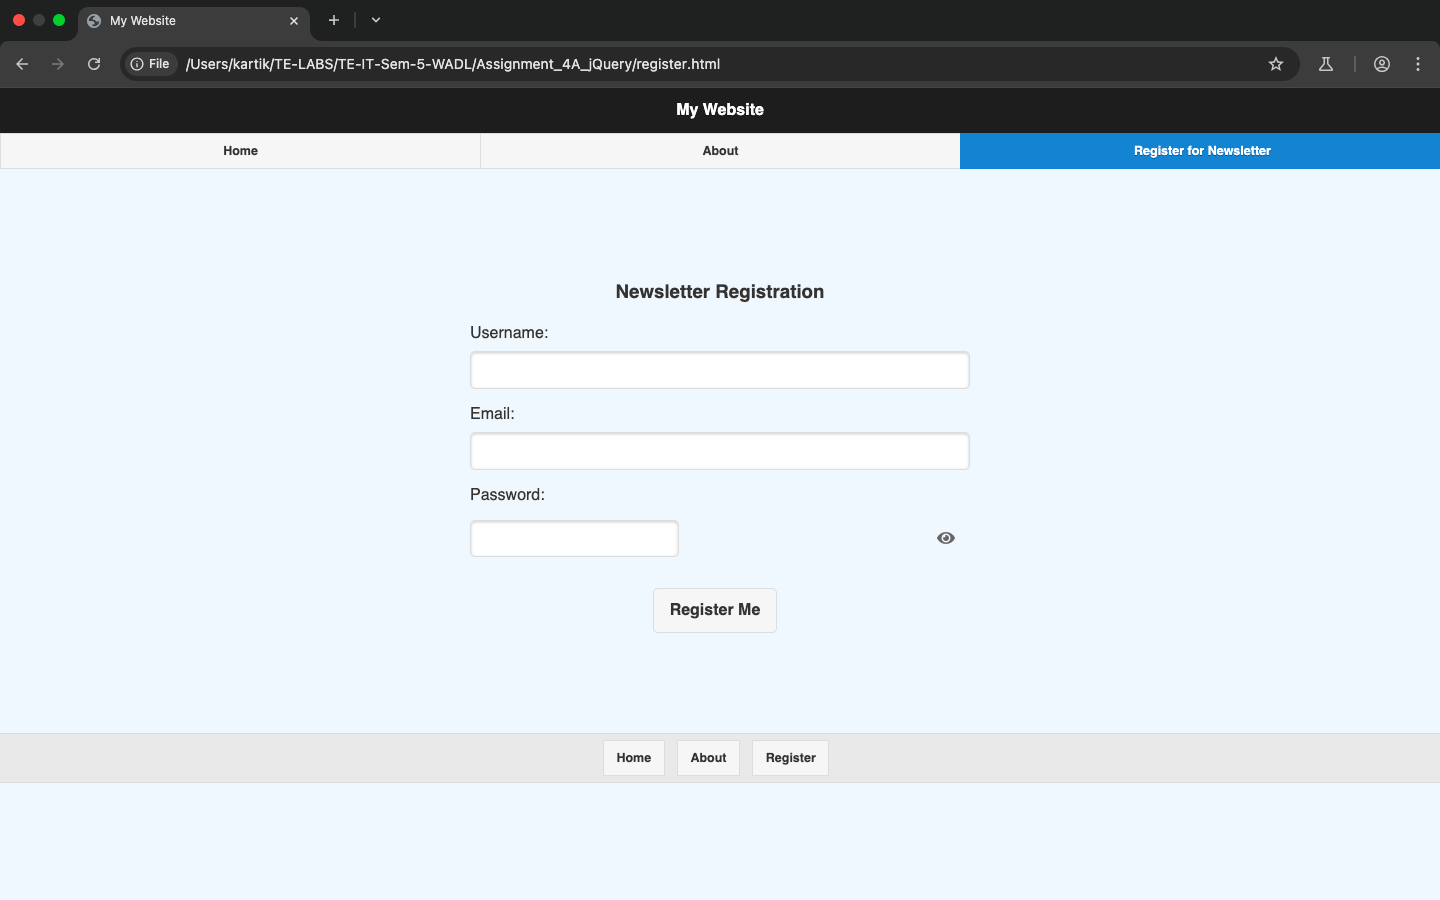 My Website
File /Users/kartik/TE-LABS/TE-IT-Sem-5-WADL/Assignment_4A_jQuery/register.html
My Website
Home About Register for Newsletter
Newsletter Registration
Username:
Email:
Password:
Register Me
Home About Register